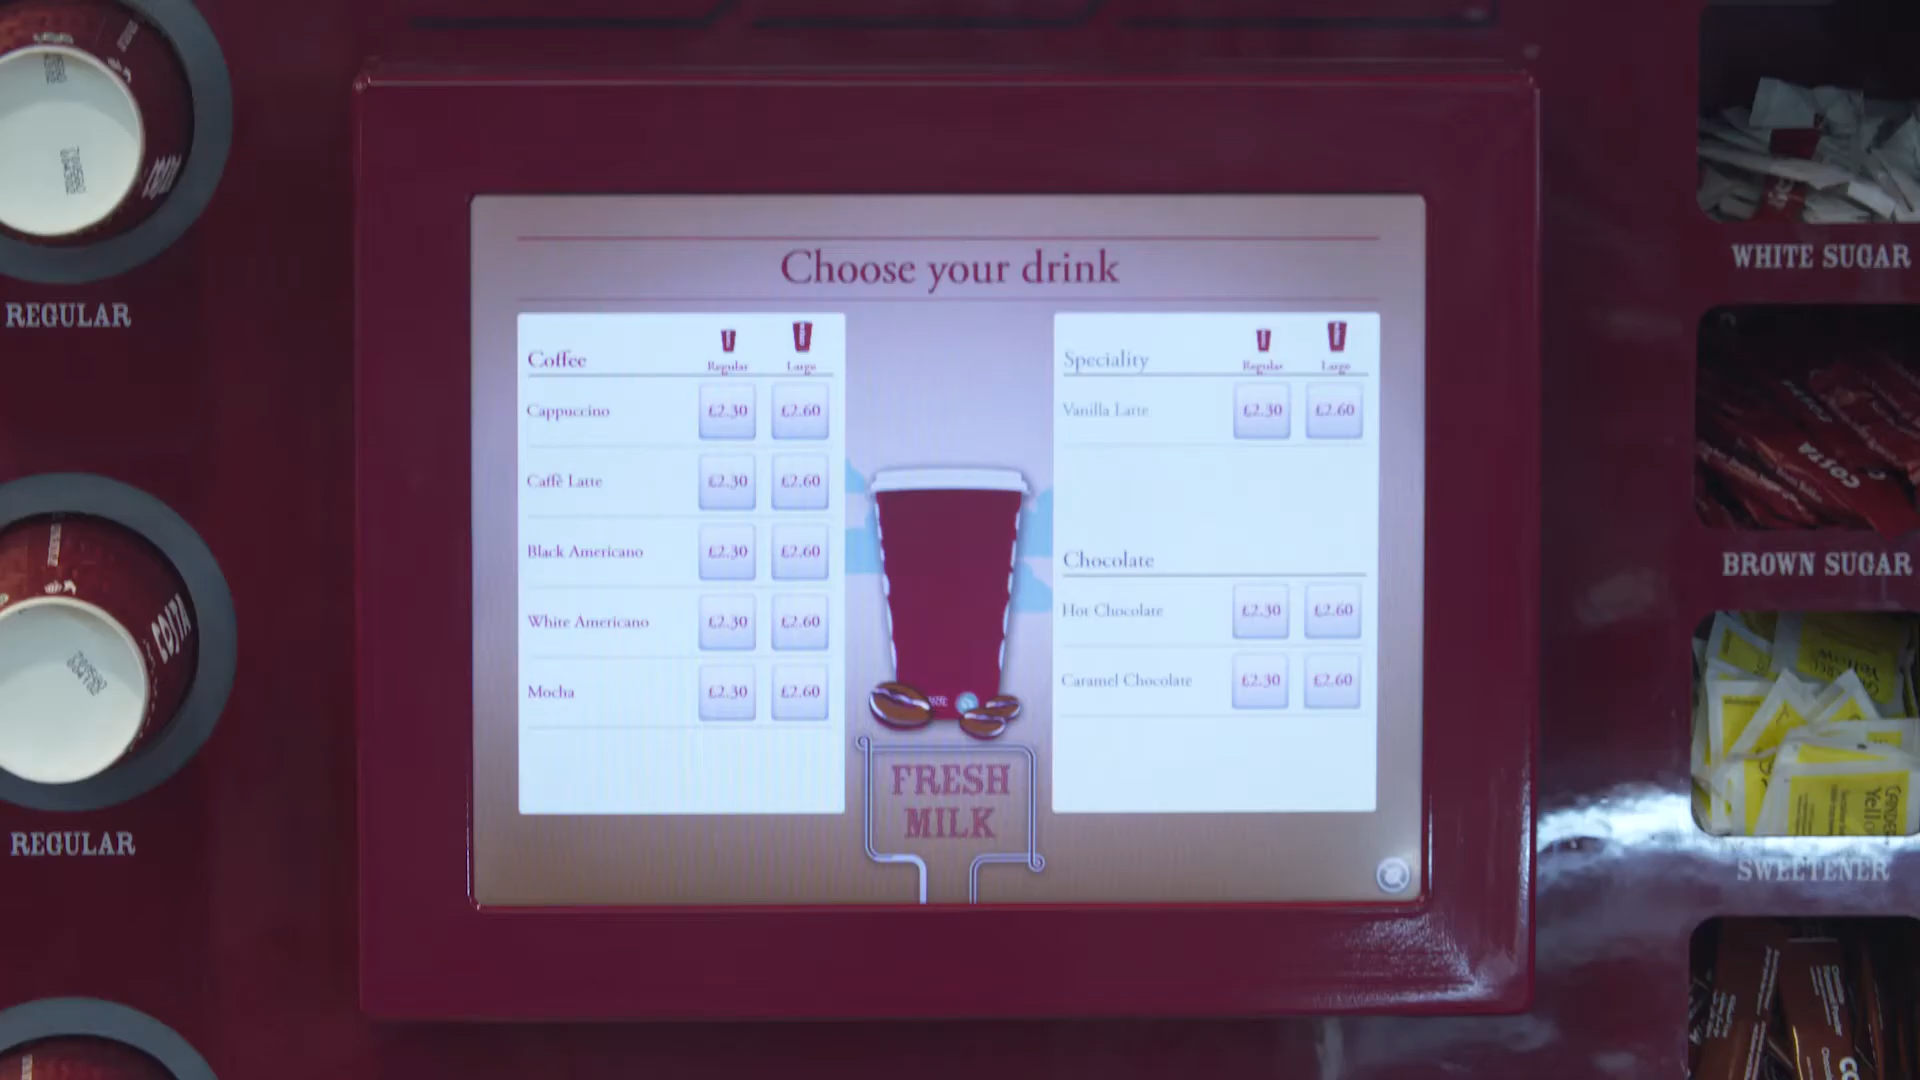 Choose your drink
Coffee Regular Large
Cappuccino £2.30 £2.60
Caffè Latte £2.30 £2.60
Black Americano £2.30 £2.60
White Americano £2.30 £2.60
Mocha £2.30 £2.60
Speciality Regular Large
Vanilla Latte £2.30 £2.60
Chocolate
Hot Chocolate £2.30 £2.60
Caramel Chocolate £2.30 £2.60
FRESH
MILK
REGULAR
COSTA
REGULAR
WHITE SUGAR
COSTA
BROWN SUGAR
Yellow
SWEETENER